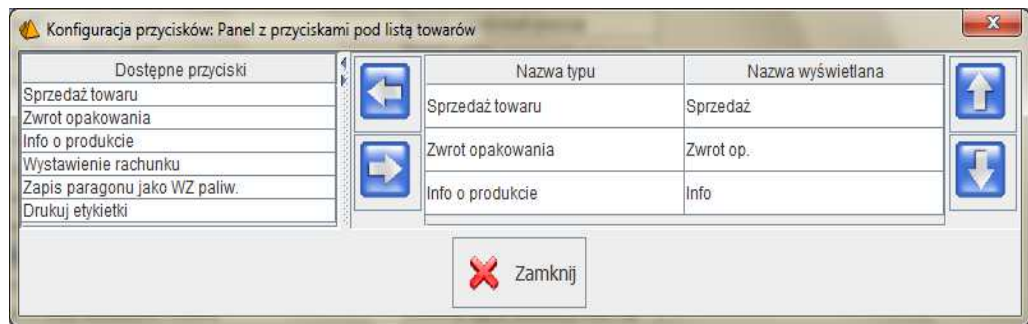 Konfiguracja przycisków: Panel z przyciskami pod listą towarów
Dostępne przyciski
Sprzedaż towaru
Zwrot opakowania
Info o produkcie
Wystawienie rachunku
Zapis paragonu jako WZ paliw.
Drukuj etykietki
Nazwa typu Nazwa wyświetlana
Sprzedaż towaru Sprzedaż
Zwrot opakowania Zwrot op.
Info o produkcie Info
Zamknij